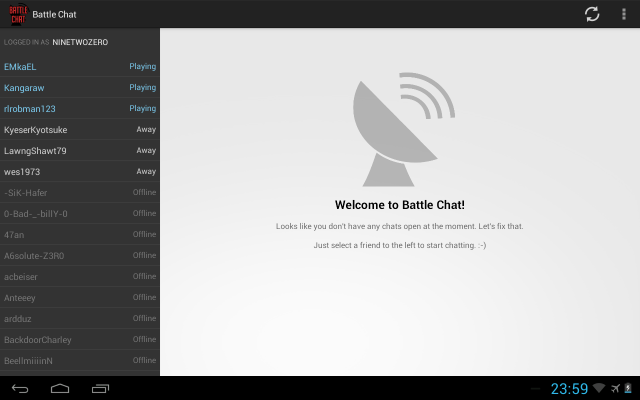 BATTLE
CHAT
Battle Chat
LOGGED IN AS NINETWOZERO
EMkaEL Playing
Kangaraw Playing
rlrobman123 Playing
KyeserKyotsuke Away
LawngShawt79 Away
wes1973 Away
-SiK-Hafer Offline
0-Bad-_-billY-0 Offline
47an Offline
A6solute-Z3R0 Offline
acbeiser Offline
Anteeey Offline
ardduz Offline
BackdoorCharley Offline
BeellmiiiinN Offline
Welcome to Battle Chat!
Looks like you don't have any chats open at the moment. Let's fix that.
Just select a friend to the left to start chatting. :-)
23:59